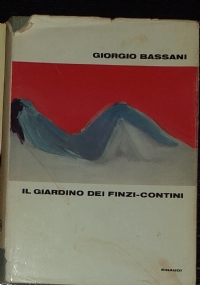 GIORGIO BASSANI
IL GIARDINO DEI FINZI-CONTINI
EINAUDI